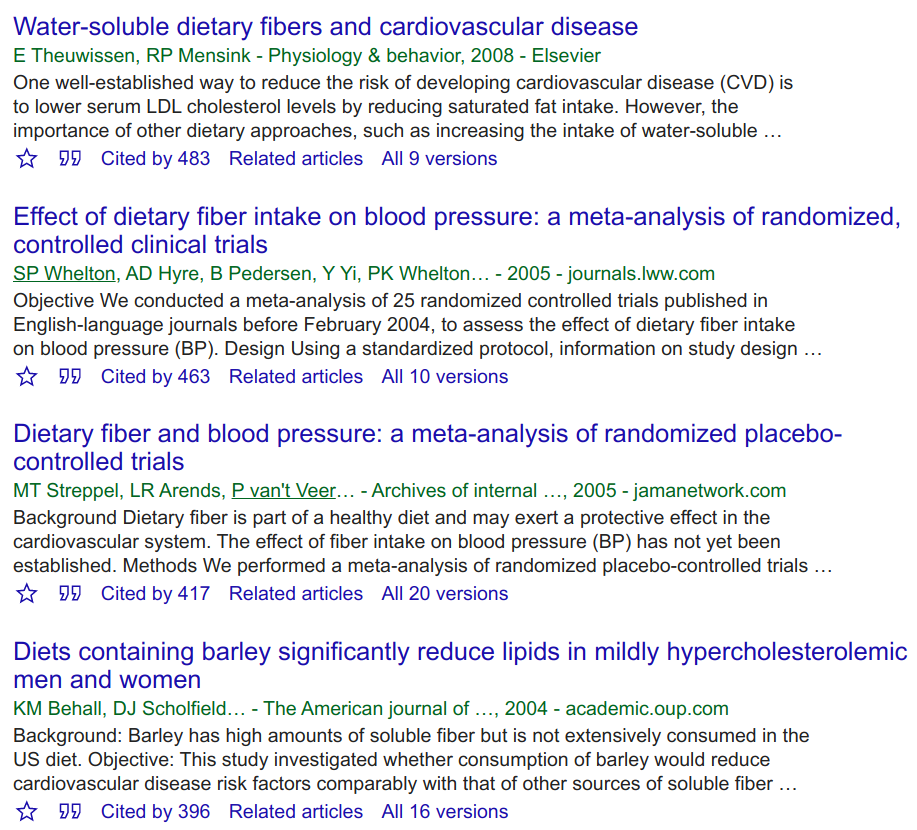 Water-soluble dietary fibers and cardiovascular disease
E Theuwissen, RP Mensink - Physiology & behavior, 2008 - Elsevier
One well-established way to reduce the risk of developing cardiovascular disease (CVD) is
to lower serum LDL cholesterol levels by reducing saturated fat intake. However, the
importance of other dietary approaches, such as increasing the intake of water-soluble …
Cited by 483 Related articles All 9 versions
Effect of dietary fiber intake on blood pressure: a meta-analysis of randomized,
controlled clinical trials
SP Whelton, AD Hyre, B Pedersen, Y Yi, PK Whelton… - 2005 - journals.lww.com
Objective We conducted a meta-analysis of 25 randomized controlled trials published in
English-language journals before February 2004, to assess the effect of dietary fiber intake
on blood pressure (BP). Design Using a standardized protocol, information on study design …
Cited by 463 Related articles All 10 versions
Dietary fiber and blood pressure: a meta-analysis of randomized placebo-
controlled trials
MT Streppel, LR Arends, P van't Veer… - Archives of internal …, 2005 - jamanetwork.com
Background Dietary fiber is part of a healthy diet and may exert a protective effect in the
cardiovascular system. The effect of fiber intake on blood pressure (BP) has not yet been
established. Methods We performed a meta-analysis of randomized placebo-controlled trials …
Cited by 417 Related articles All 20 versions
Diets containing barley significantly reduce lipids in mildly hypercholesterolemic
men and women
KM Behall, DJ Scholfield… - The American journal of …, 2004 - academic.oup.com
Background: Barley has high amounts of soluble fiber but is not extensively consumed in the
US diet. Objective: This study investigated whether consumption of barley would reduce
cardiovascular disease risk factors comparably with that of other sources of soluble fiber …
Cited by 396 Related articles All 16 versions